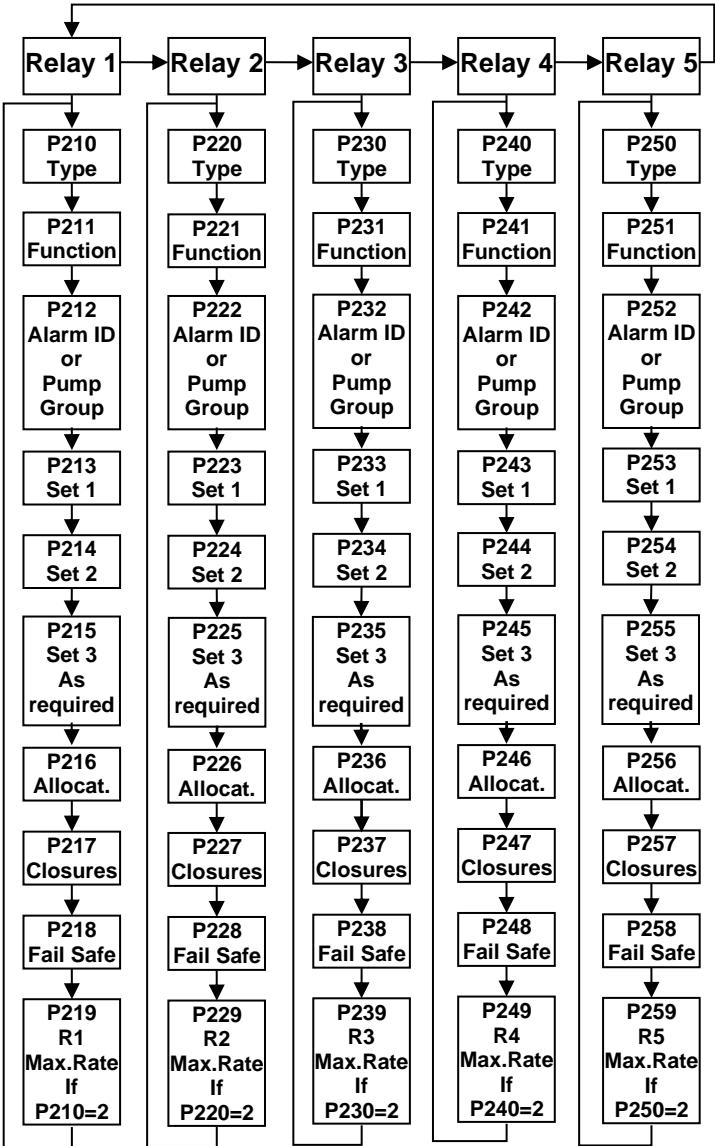 Relay 1
Relay 2
Relay 3
Relay 4
Relay 5
P210
Type
P220
Type
P230
Type
P240
Type
P250
Type
P211
Function
P221
Function
P231
Function
P241
Function
P251
Function
P212
Alarm ID
or
Pump
Group
P222
Alarm ID
or
Pump
Group
P232
Alarm ID
or
Pump
Group
P242
Alarm ID
or
Pump
Group
P252
Alarm ID
or
Pump
Group
P213
Set 1
P223
Set 1
P233
Set 1
P243
Set 1
P253
Set 1
P214
Set 2
P224
Set 2
P234
Set 2
P244
Set 2
P254
Set 2
P215
Set 3
As
required
P225
Set 3
As
required
P235
Set 3
As
required
P245
Set 3
As
required
P255
Set 3
As
required
P216
Allocat.
P226
Allocat.
P236
Allocat.
P246
Allocat.
P256
Allocat.
P217
Closures
P227
Closures
P237
Closures
P247
Closures
P257
Closures
P218
Fail Safe
P228
Fail Safe
P238
Fail Safe
P248
Fail Safe
P258
Fail Safe
P219
R1
Max.Rate
If
P210=2
P229
R2
Max.Rate
If
P220=2
P239
R3
Max.Rate
If
P230=2
P249
R4
Max.Rate
If
P240=2
P259
R5
Max.Rate
If
P250=2